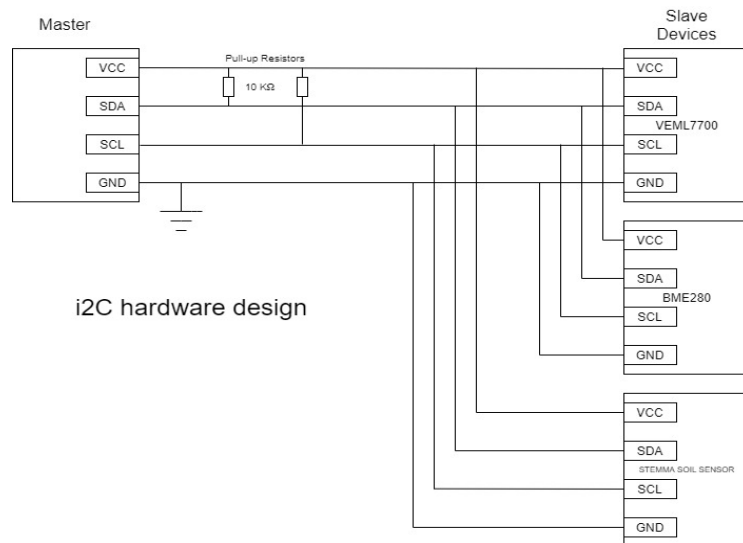 Master
Slave
Devices
Pull-up Resistors
VCC
VCC
10 KΩ
SDA
SDA
VEML7700
SCL
SCL
GND
GND
VCC
SDA
i2C hardware design
BME280
SCL
GND
VCC
SDA
STEMMA SOIL SENSOR
SCL
GND